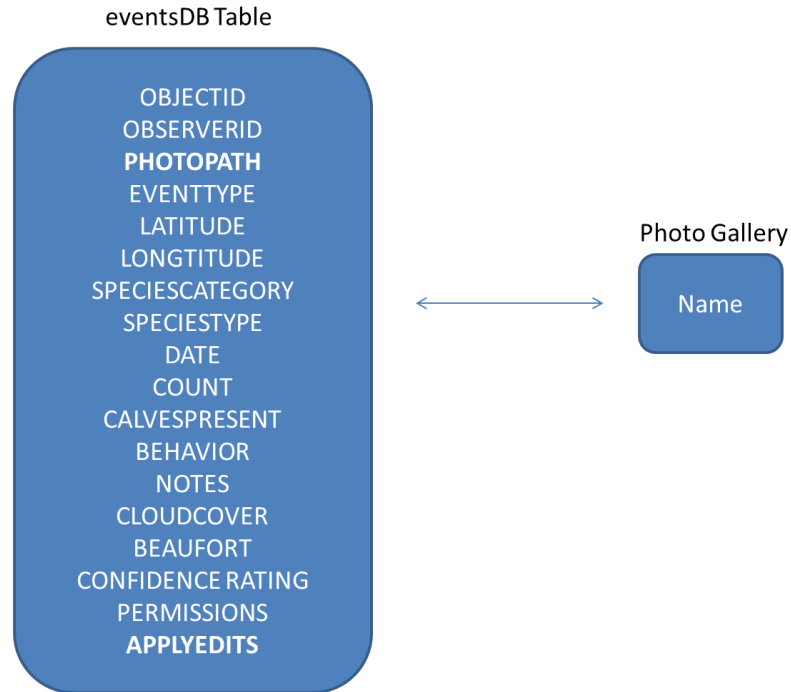 eventsDB Table
OBJECTID
OBSERVERID
PHOTOPATH
EVENTTYPE
LATITUDE
LONGTITUDE
SPECIESCATEGORY
SPECIESTYPE
DATE
COUNT
CALVESPRESENT
BEHAVIOR
NOTES
CLOUDCOVER
BEAUFORT
CONFIDENCE RATING
PERMISSIONS
APPLYEDITS
Photo Gallery
Name